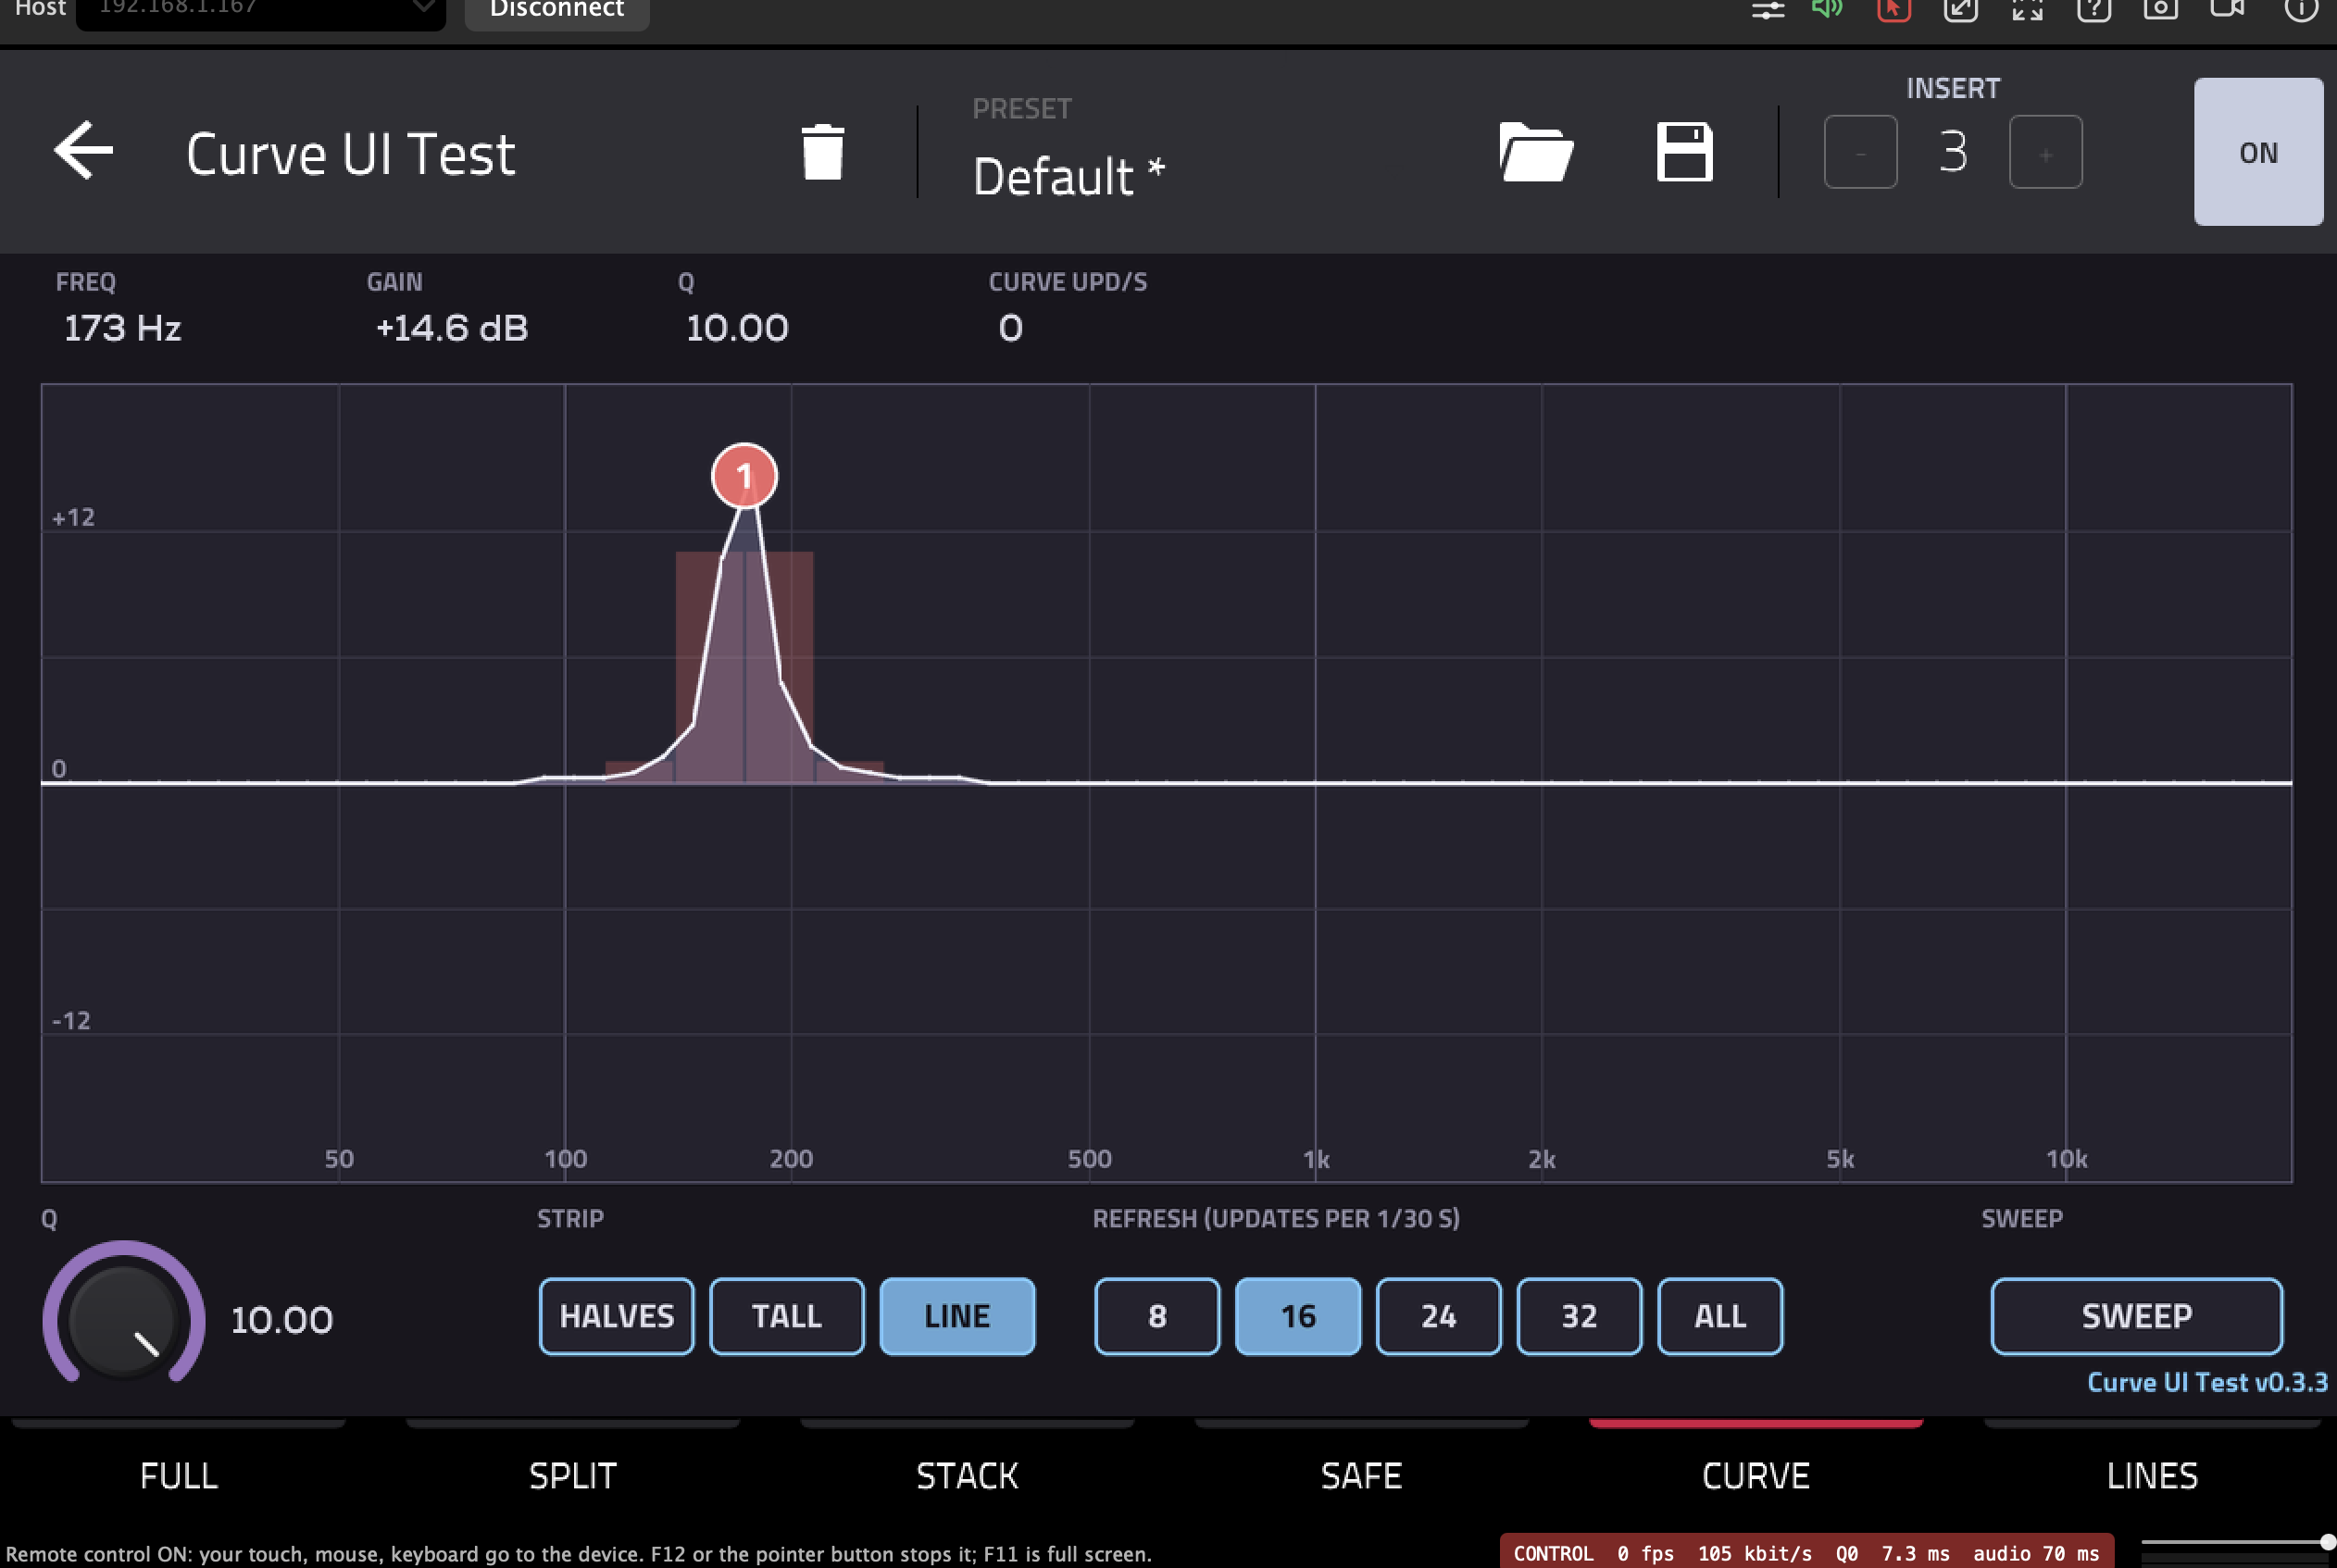 Host 192.168.1.167 Disconnect
INSERT
PRESET
Curve UI Test
Default *
- 3 +
ON
FREQ GAIN Q CURVE UPD/S
173 Hz +14.6 dB 10.00 0
1
+12
0
-12
50 100 200 500 1k 2k 5k 10k
Q STRIP REFRESH (UPDATES PER 1/30 S) SWEEP
10.00 HALVES TALL LINE 8 16 24 32 ALL SWEEP
Curve UI Test v0.3.3
FULL SPLIT STACK SAFE CURVE LINES
Remote control ON: your touch, mouse, keyboard go to the device. F12 or the pointer button stops it; F11 is full screen.
CONTROL 0 fps 105 kbit/s Q0 7.3 ms audio 70 ms